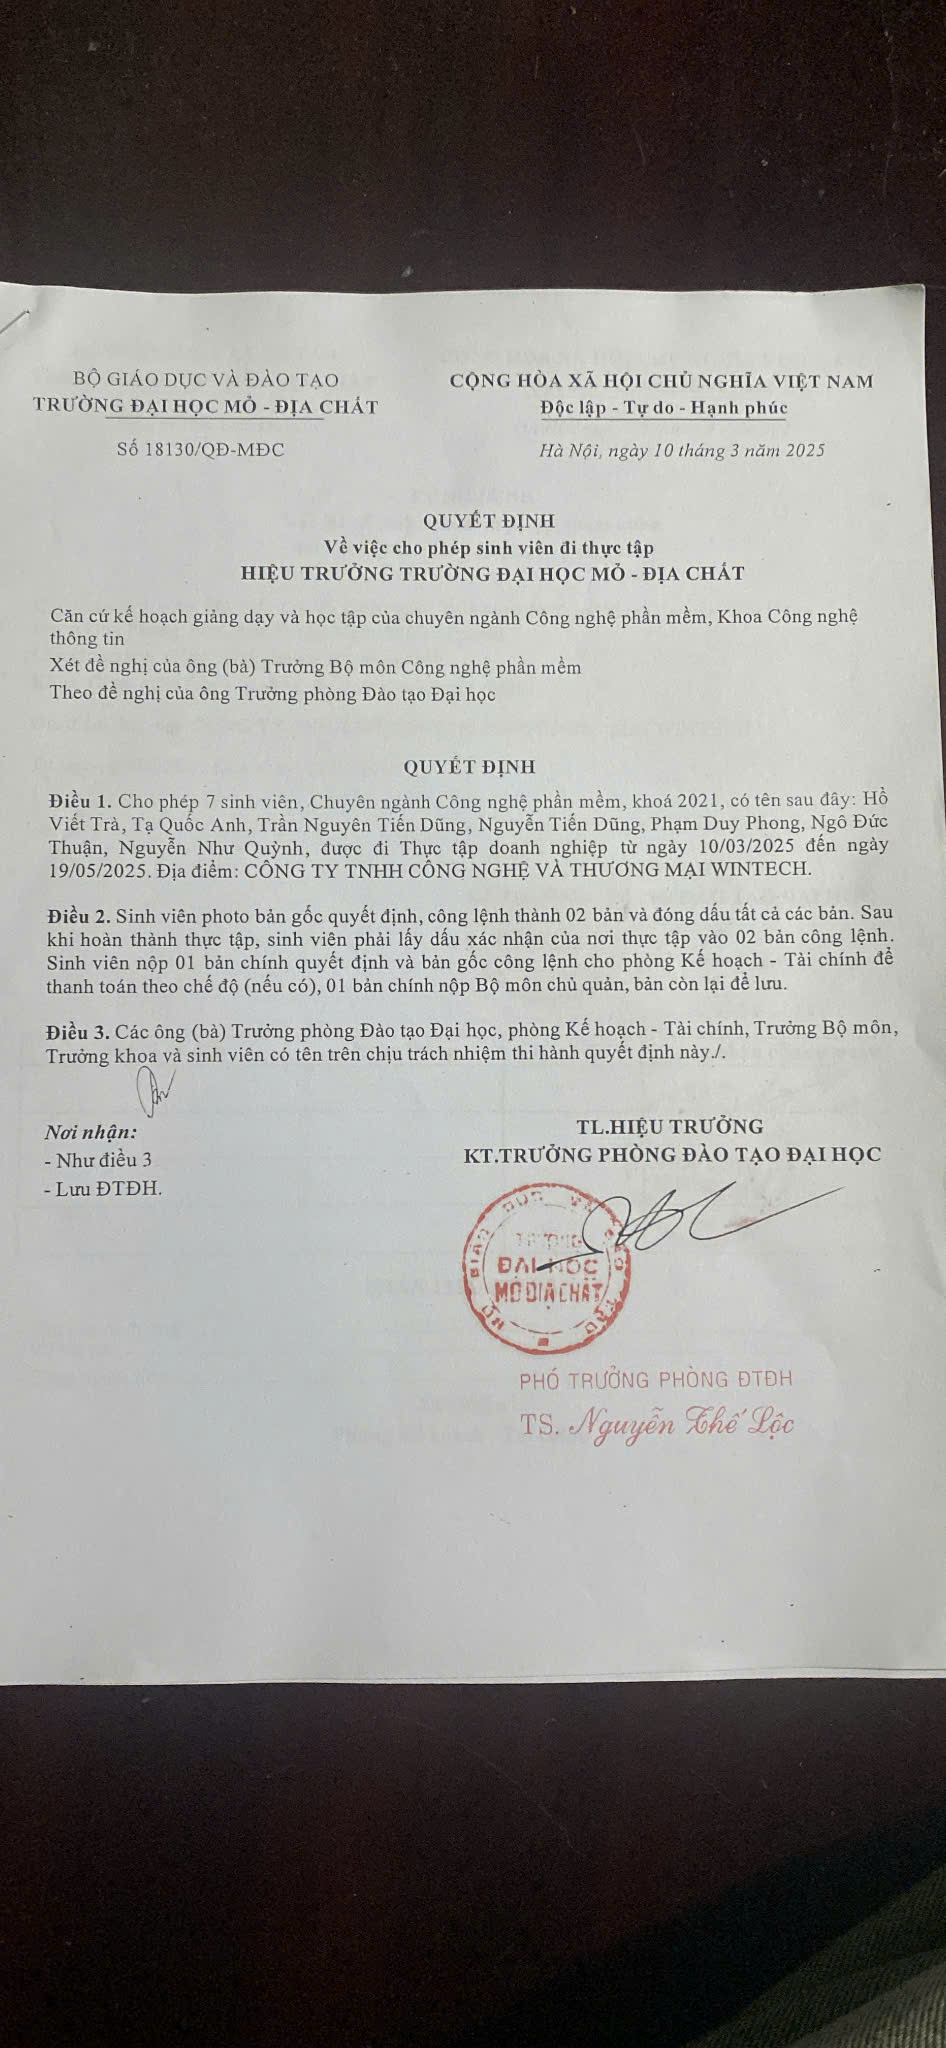 BỘ GIÁO DỤC VÀ ĐÀO TẠO
TRƯỜNG ĐẠI HỌC MỎ - ĐỊA CHẤT
Số 18130/QĐ-MĐC
CỘNG HÒA XÃ HỘI CHỦ NGHĨA VIỆT NAM
Độc lập - Tự do - Hạnh phúc
Hà Nội, ngày 10 tháng 3 năm 2025
QUYẾT ĐỊNH
Về việc cho phép sinh viên đi thực tập
HIỆU TRƯỞNG TRƯỜNG ĐẠI HỌC MỎ - ĐỊA CHẤT
Căn cứ kế hoạch giảng dạy và học tập của chuyên ngành Công nghệ phần mềm, Khoa Công nghệ
thông tin
Xét đề nghị của ông (bà) Trưởng Bộ môn Công nghệ phần mềm
Theo đề nghị của ông Trưởng phòng Đào tạo Đại học
QUYẾT ĐỊNH
Điều 1. Cho phép 7 sinh viên, Chuyên ngành Công nghệ phần mềm, khoá 2021, có tên sau đây: Hồ
Viết Trà, Tạ Quốc Anh, Trần Nguyên Tiến Dũng, Nguyễn Tiến Dũng, Phạm Duy Phong, Ngô Đức
Thuận, Nguyễn Như Quỳnh, được đi Thực tập doanh nghiệp từ ngày 10/03/2025 đến ngày
19/05/2025. Địa điểm: CÔNG TY TNHH CÔNG NGHỆ VÀ THƯƠNG MẠI WINTECH.
Điều 2. Sinh viên photo bản gốc quyết định, công lệnh thành 02 bản và đóng dấu tất cả các bản. Sau
khi hoàn thành thực tập, sinh viên phải lấy dấu xác nhận của nơi thực tập vào 02 bản công lệnh.
Sinh viên nộp 01 bản chính quyết định và bản gốc công lệnh cho phòng Kế hoạch - Tài chính để
thanh toán theo chế độ (nếu có), 01 bản chính nộp Bộ môn chủ quản, bản còn lại để lưu.
Điều 3. Các ông (bà) Trưởng phòng Đào tạo Đại học, phòng Kế hoạch - Tài chính, Trưởng Bộ môn,
Trưởng khoa và sinh viên có tên trên chịu trách nhiệm thi hành quyết định này./.
Nơi nhận:
- Như điều 3
- Lưu ĐTĐH.
TL.HIỆU TRƯỞNG
KT.TRƯỞNG PHÒNG ĐÀO TẠO ĐẠI HỌC
BỘ GIÁO DỤC VÀ ĐÀO TẠO
TRƯỜNG
ĐẠI HỌC
MỎ ĐỊA CHẤT
PHÓ TRƯỞNG PHÒNG ĐTĐH
TS. Nguyễn Thế Lộc